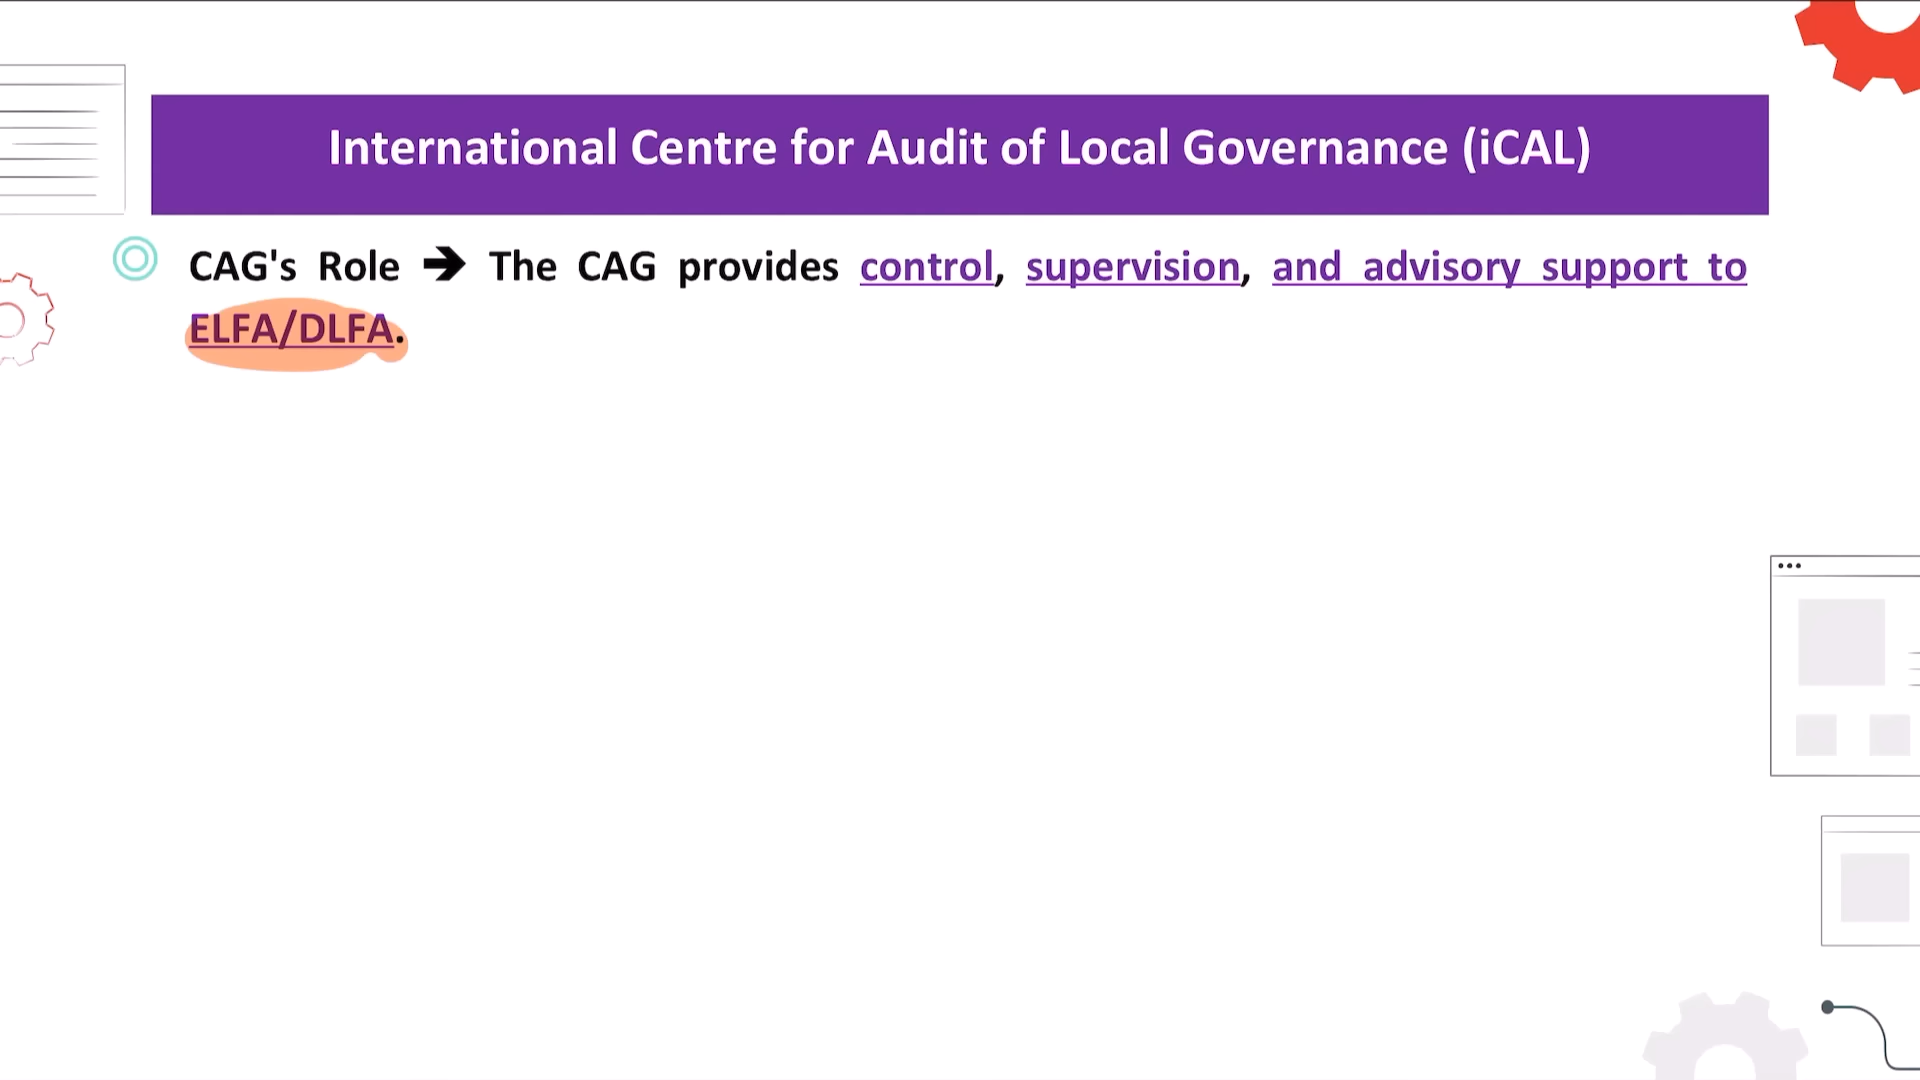 International Centre for Audit of Local Governance (iCAL)
CAG's Role ➔ The CAG provides control, supervision, and advisory support to
ELFA/DLFA.